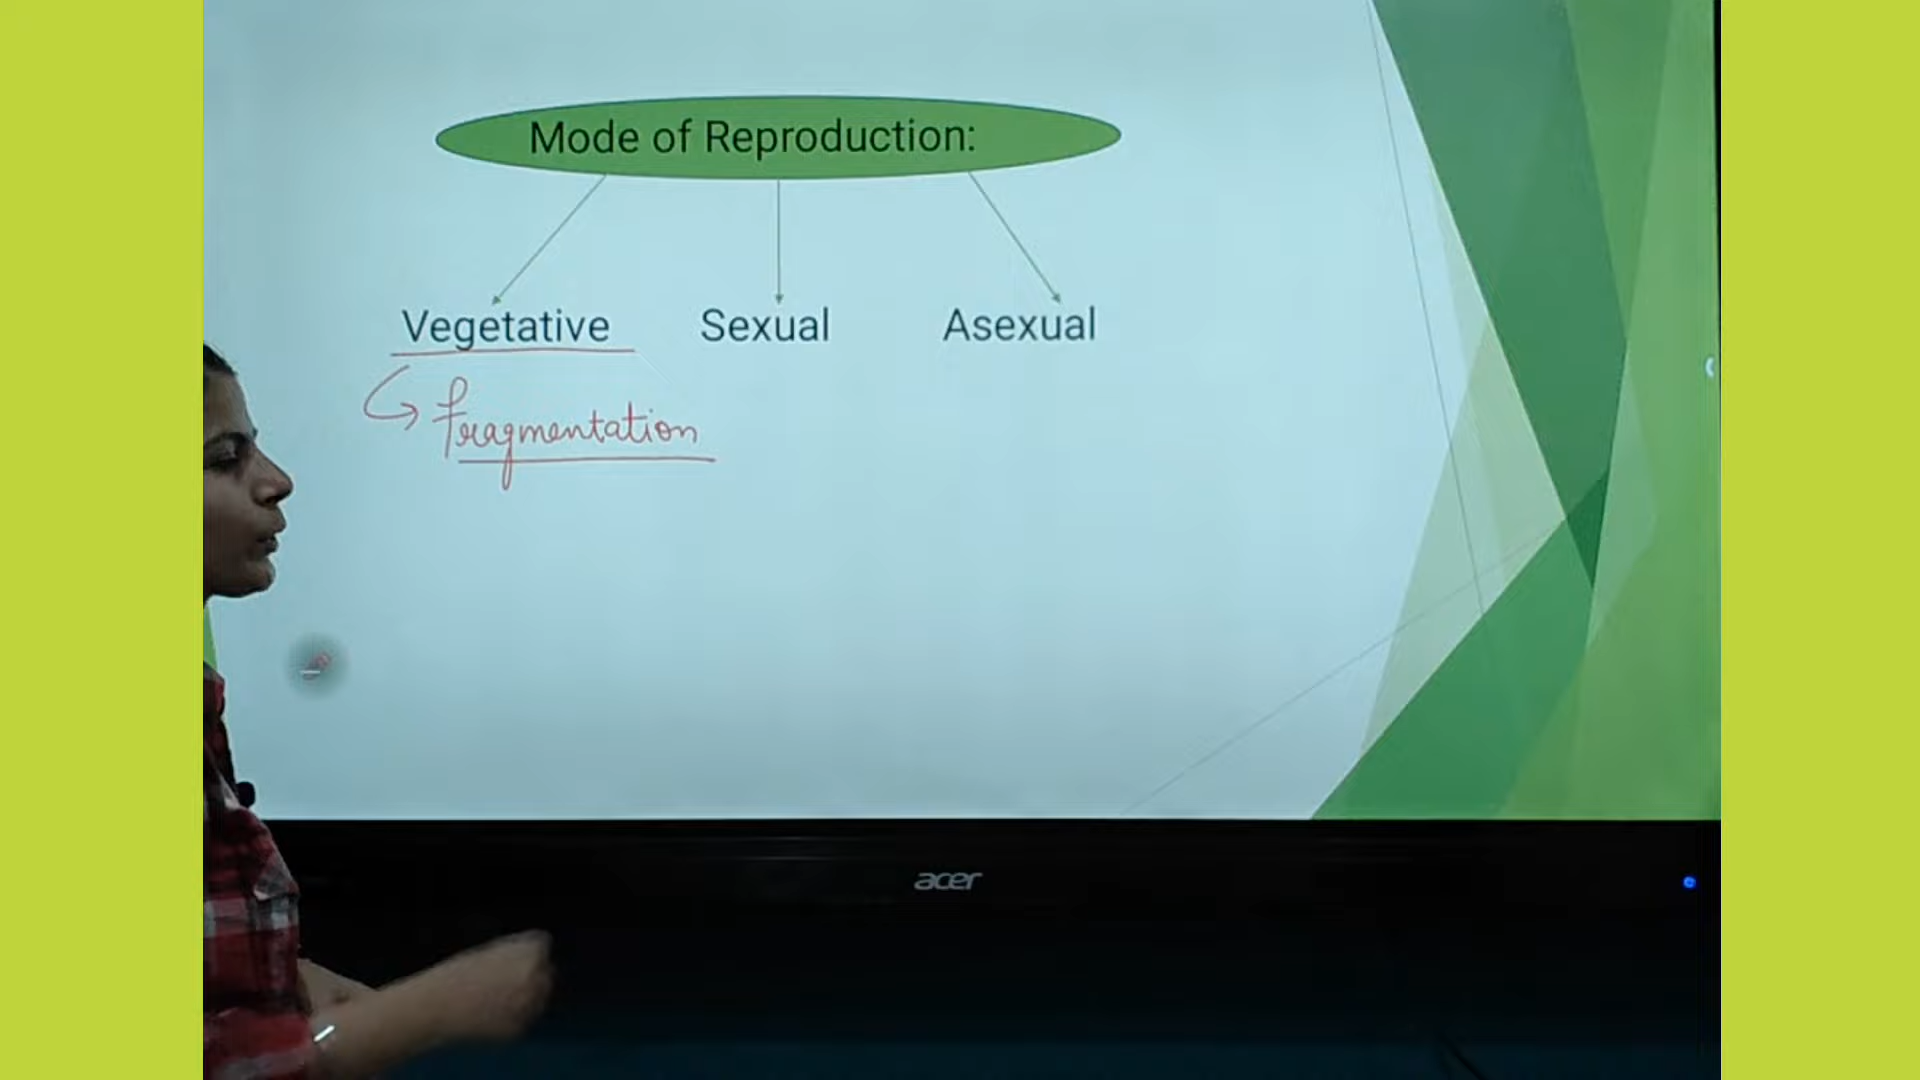 Mode of Reproduction:
Vegetative Sexual Asexual
fragmentation
acer